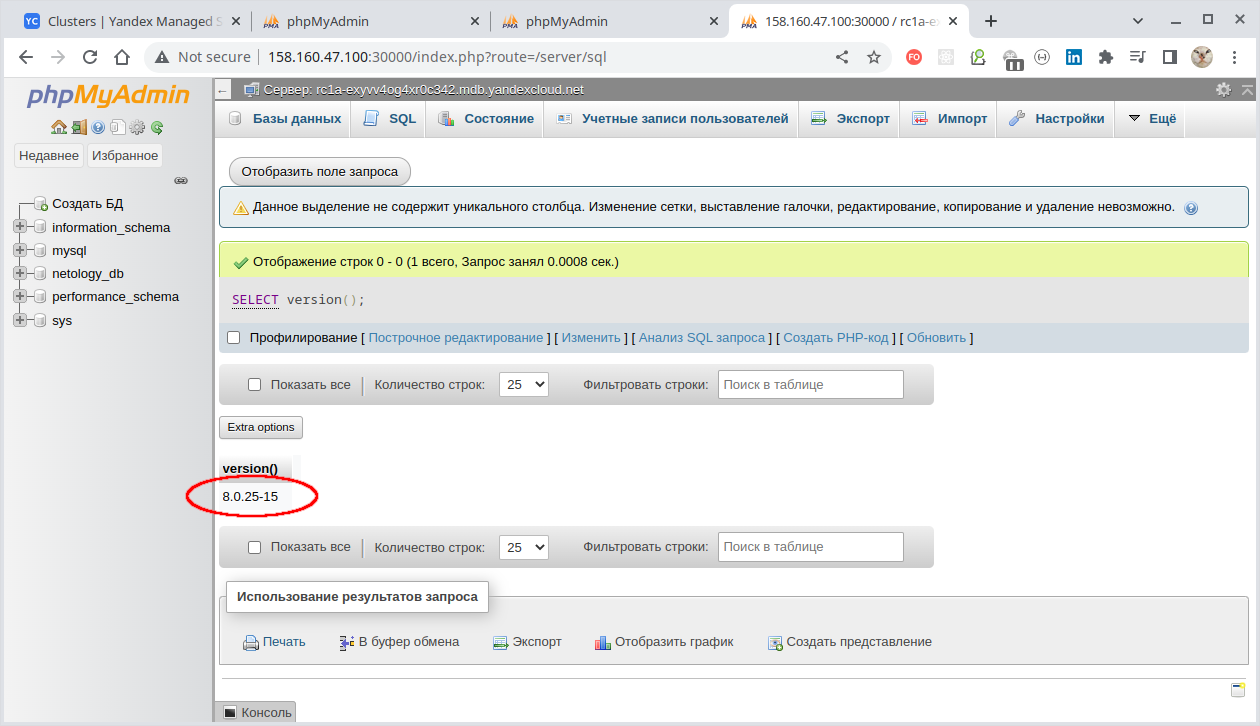 Clusters | Yandex Managed S
phpMyAdmin
phpMyAdmin
158.160.47.100:30000 / rc1a-ex
Not secure
158.160.47.100:30000/index.php?route=/server/sql
phpMyAdmin
Недавнее
Избранное
Создать БД
information_schema
mysql
netology_db
performance_schema
sys
Сервер: rc1a-exyvv4og4xr0c342.mdb.yandexcloud.net
Базы данных
SQL
Состояние
Учетные записи пользователей
Экспорт
Импорт
Настройки
Ещё
Отобразить поле запроса
Данное выделение не содержит уникального столбца. Изменение сетки, выставление галочки, редактирование, копирование и удаление невозможно.
Отображение строк 0 - 0 (1 всего, Запрос занял 0.0008 сек.)
SELECT version();
Профилирование [ Построчное редактирование ] [ Изменить ] [ Анализ SQL запроса ] [ Создать PHP-код ] [ Обновить ]
Показать все | Количество строк: 25 Фильтровать строки: Поиск в таблице
Extra options
version()
8.0.25-15
Показать все | Количество строк: 25 Фильтровать строки: Поиск в таблице
Использование результатов запроса
Печать
В буфер обмена
Экспорт
Отобразить график
Создать представление
Консоль